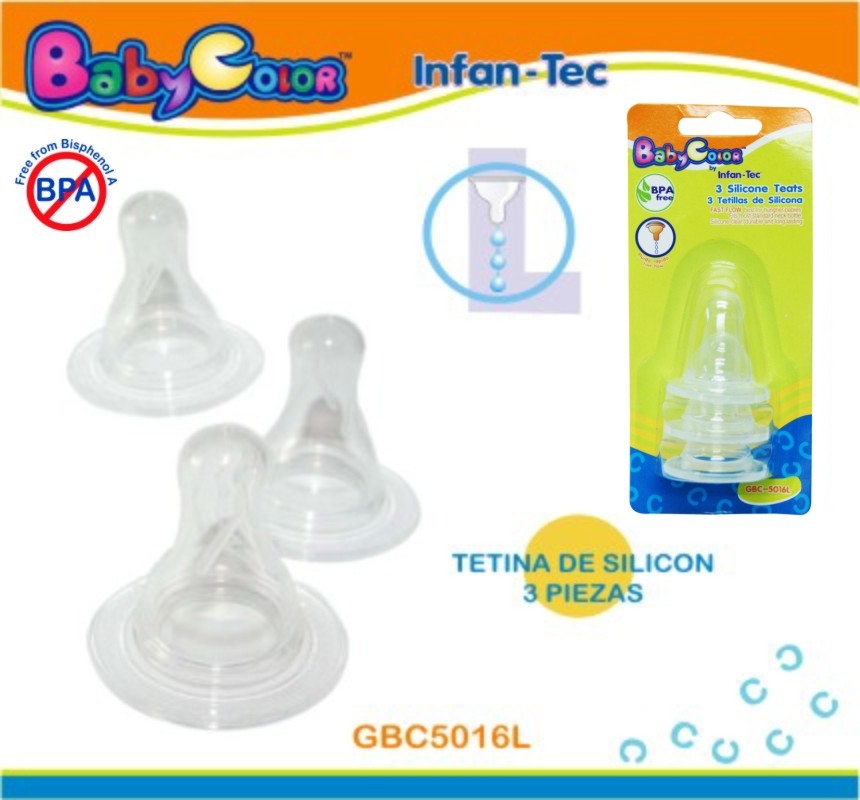 BabyColor™
Infan-Tec
Free from Bisphenol A
BPA
L
BabyColor™
by Infan-Tec
BPA
free
3 Silicone Teats
3 Tetillas de Silicona
FAST FLOW
TETINA DE SILICON
3 PIEZAS
GBC-5016L
GBC5016L